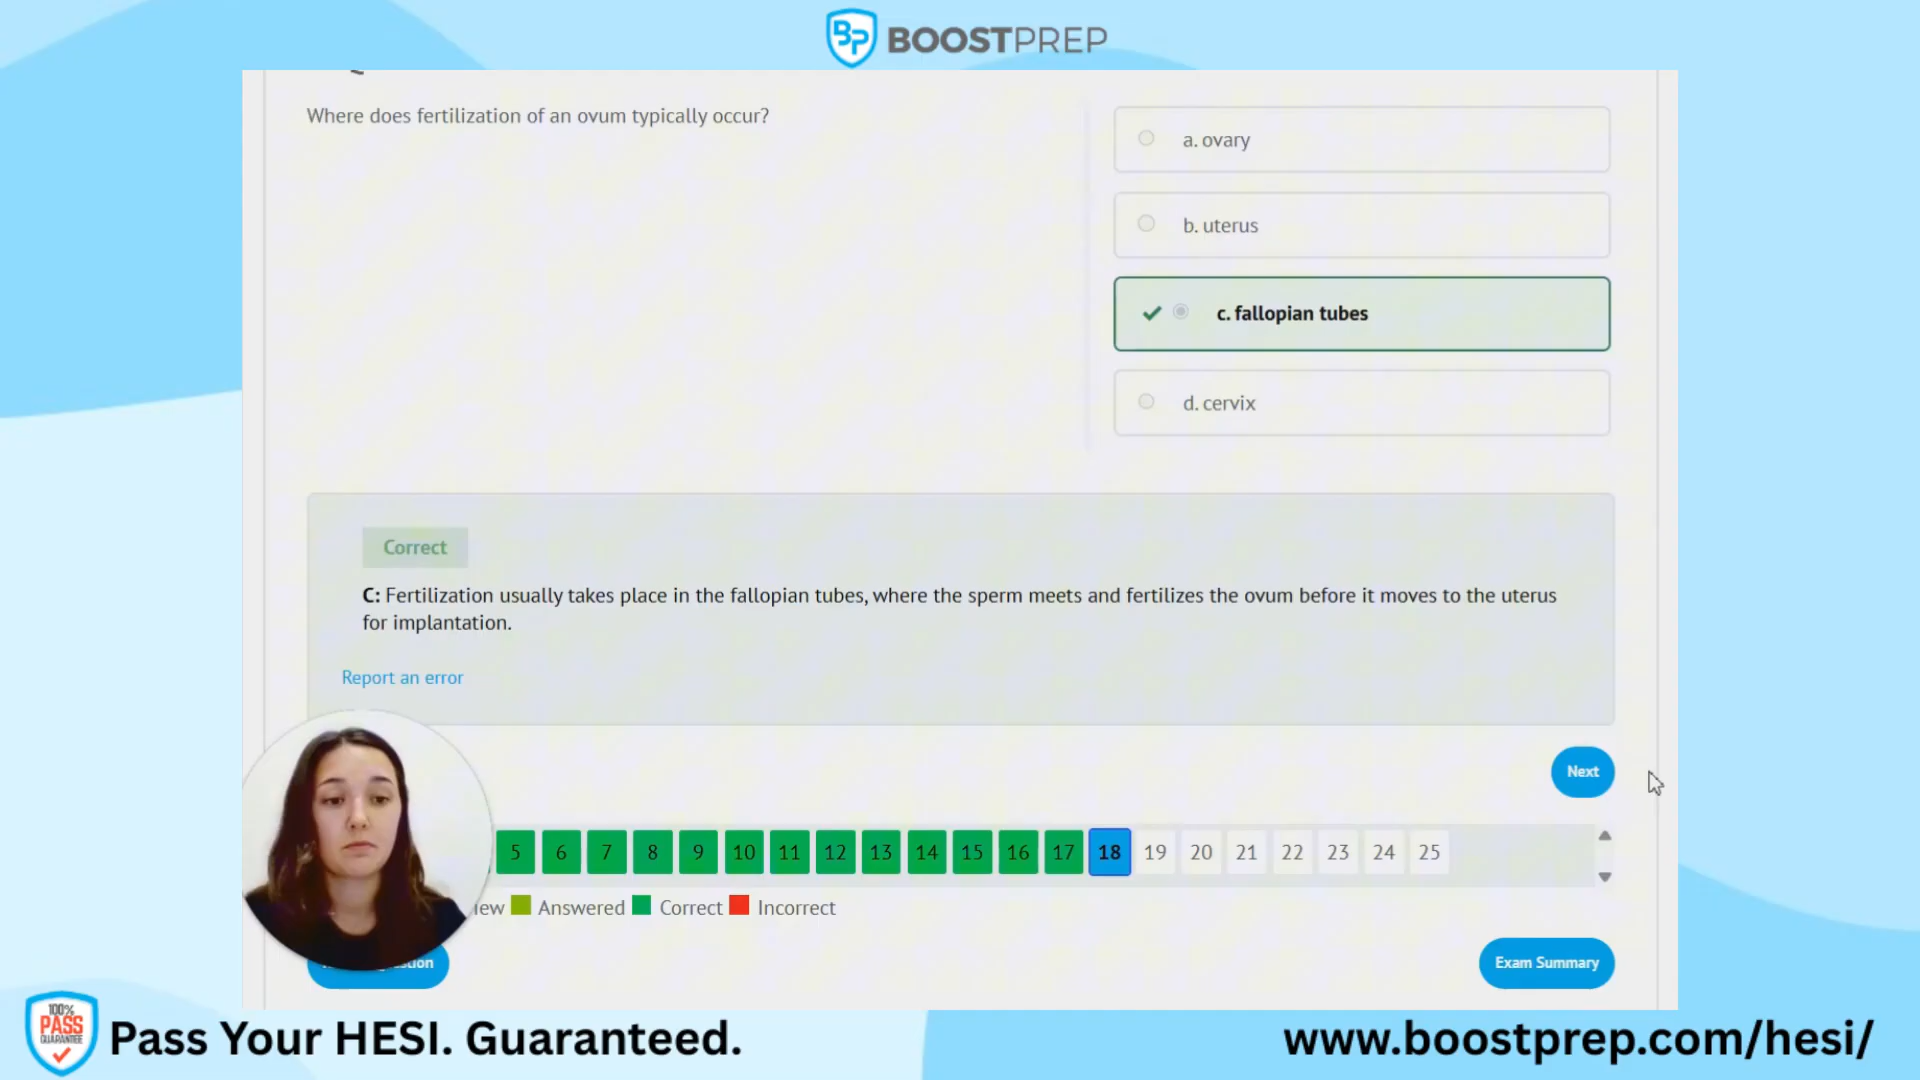 BP BOOSTPREP
Where does fertilization of an ovum typically occur?
a. ovary
b. uterus
c. fallopian tubes
d. cervix
Correct
C: Fertilization usually takes place in the fallopian tubes, where the sperm meets and fertilizes the ovum before it moves to the uterus
for implantation.
Report an error
Next
5 6 7 8 9 10 11 12 13 14 15 16 17 18 19 20 21 22 23 24 25
Answered Correct Incorrect
Exam Summary
100%
PASS
GUARANTEE
Pass Your HESI. Guaranteed.
www.boostprep.com/hesi/